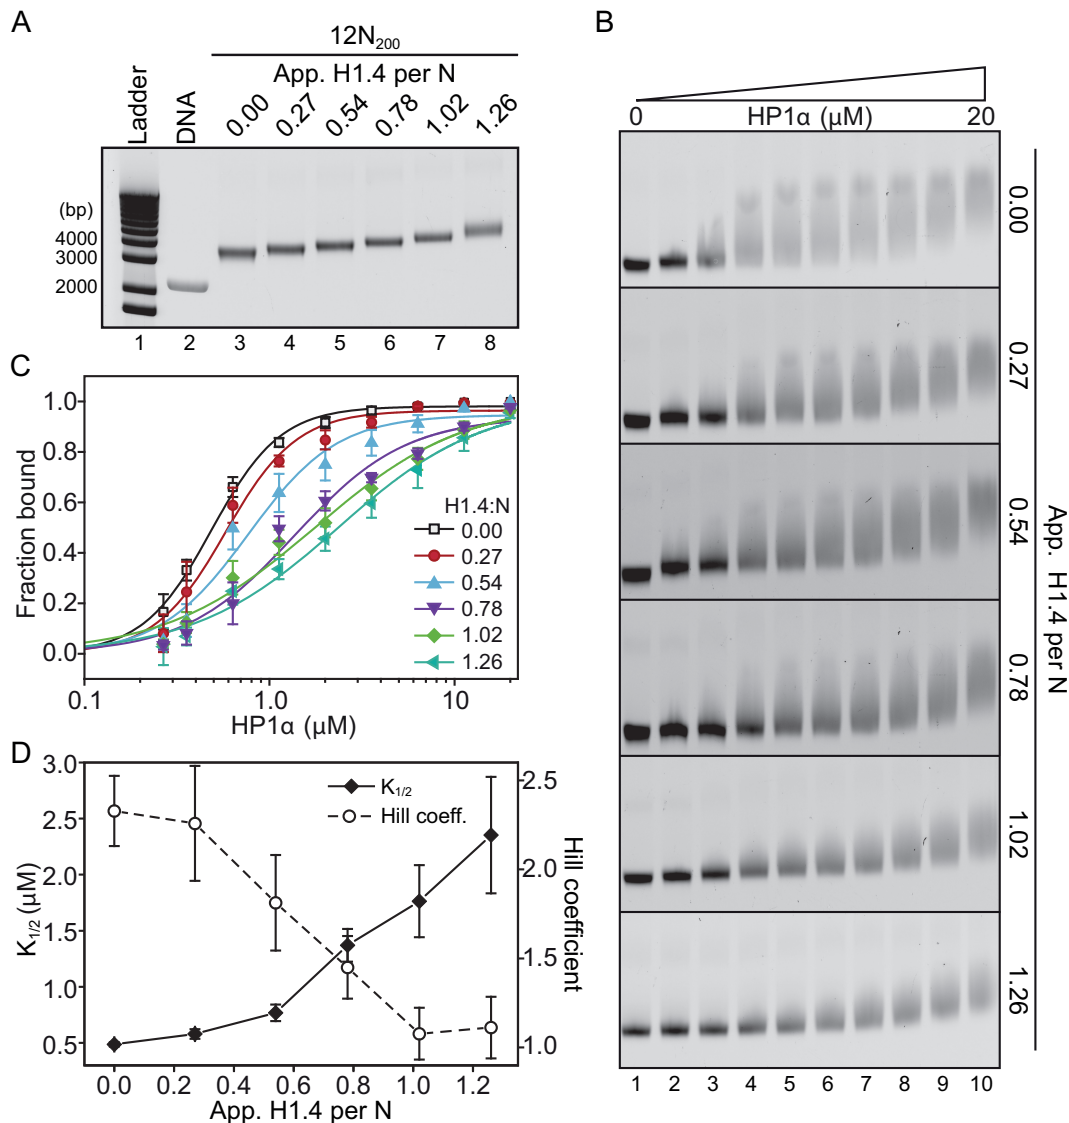 A
12N200
App. H1.4 per N
Ladder
DNA
0.00
0.27
0.54
0.78
1.02
1.26
(bp)
4000
3000
2000
1 2 3 4 5 6 7 8
B
0 HP1α (μM) 20
0.00
0.27
0.54
0.78
1.02
1.26
App. H1.4 per N
1 2 3 4 5 6 7 8 9 10
C
Fraction bound
1.0
0.8
0.6
0.4
0.2
0.0
H1.4:N
0.00
0.27
0.54
0.78
1.02
1.26
0.1 1.0 10
HP1α (μM)
D
K1/2 (μM)
3.0
2.5
2.0
1.5
1.0
0.5
K1/2
Hill coeff.
2.5
2.0
1.5
1.0
Hill coefficient
0.0 0.2 0.4 0.6 0.8 1.0 1.2
App. H1.4 per N